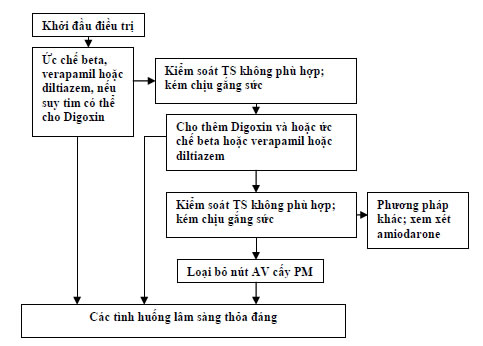 Khởi đầu điều trị
Ức chế beta,
verapamil hoặc
diltiazem, nếu
suy tim có thể
cho Digoxin
Kiểm soát TS không phù hợp;
kém chịu gắng sức
Cho thêm Digoxin và hoặc ức
chế beta hoặc verapamil hoặc
diltiazem
Kiểm soát TS không phù hợp;
kém chịu gắng sức
Phương pháp
khác; xem xét
amiodarone
Loại bỏ nút AV cấy PM
Các tình huống lâm sàng thỏa đáng